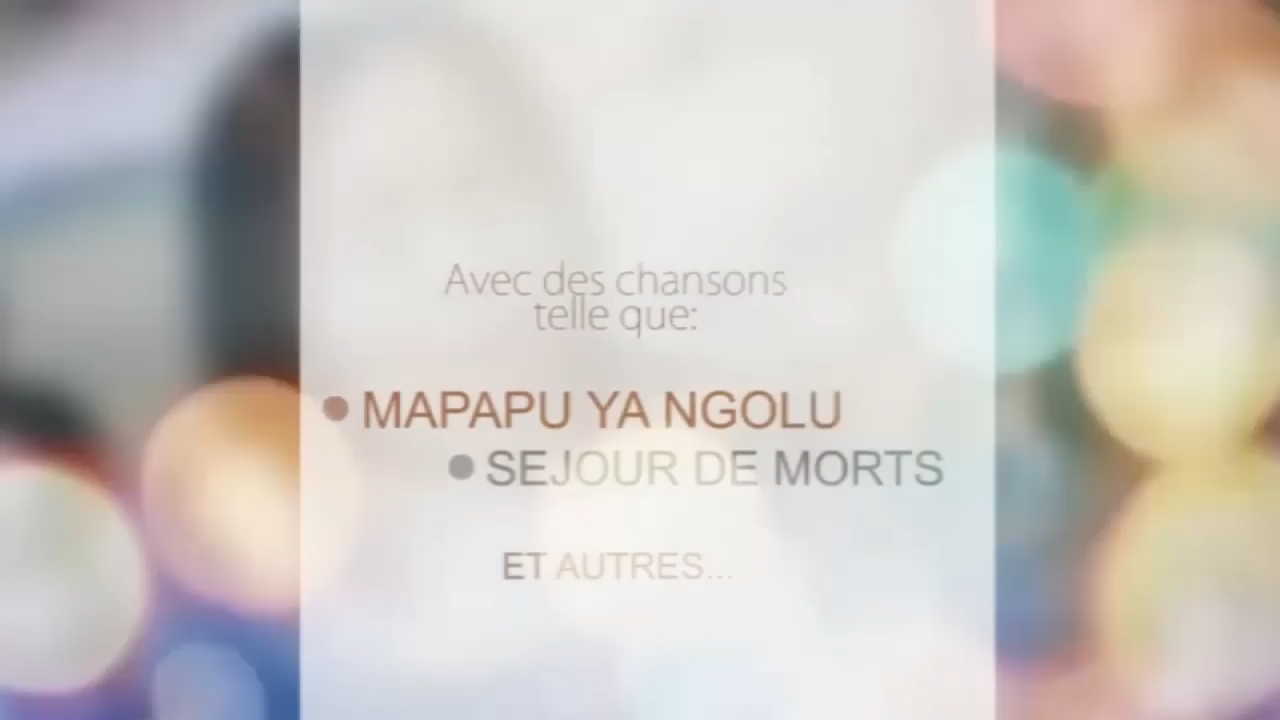 Avec des chansons
telle que:
• MAPAPU YA NGOLU
• SEJOUR DE MORTS
ET AUTRES...